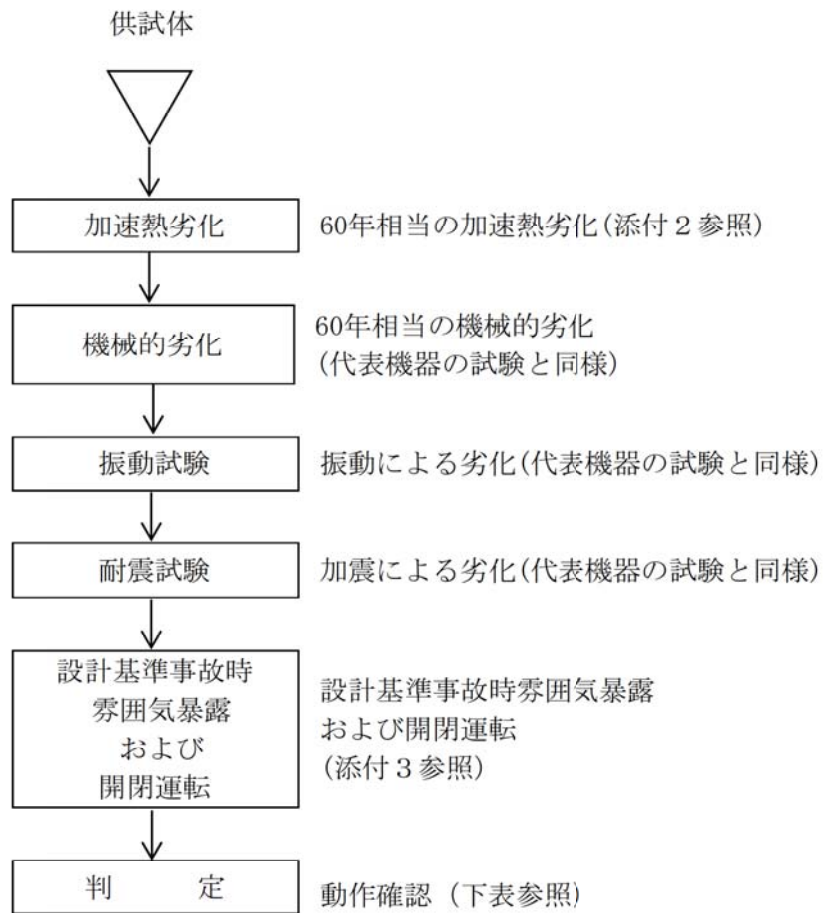 供試体
加速熱劣化
60年相当の加速熱劣化(添付２参照)
機械的劣化
60年相当の機械的劣化
(代表機器の試験と同様)
振動試験
振動による劣化(代表機器の試験と同様)
耐震試験
加震による劣化(代表機器の試験と同様)
設計基準事故時
雰囲気暴露
および
開閉運転
設計基準事故時雰囲気暴露
および開閉運転
(添付３参照)
判　　　定
動作確認（下表参照）